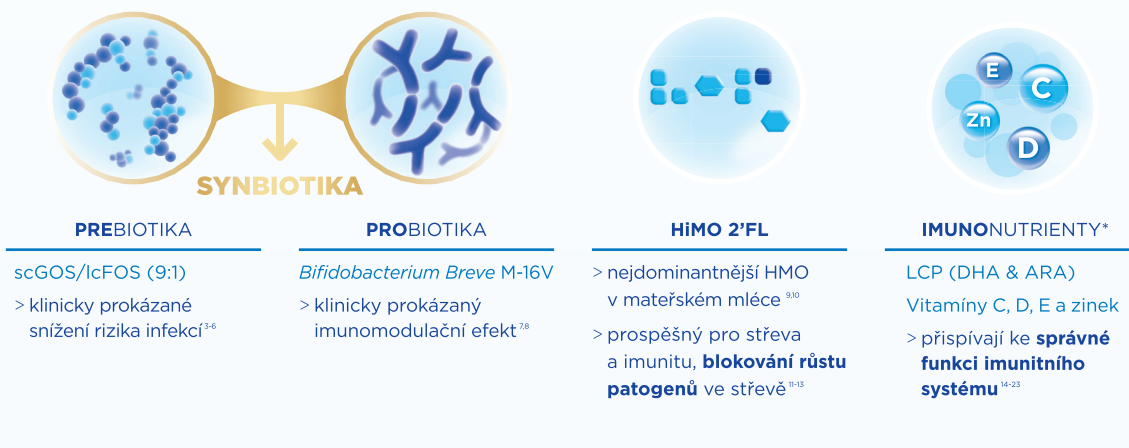 E
C
Zn
D
SYNBIOTIKA
PREBIOTIKA
scGOS/lcFOS (9:1)
> klinicky prokázané
snížení rizika infekcí 3-6
PROBIOTIKA
Bifidobacterium Breve M-16V
> klinicky prokázaný
imunomodulační efekt 7,8
HiMO 2’FL
> nejdominantnější HMO
v mateřském mléce 9,10
> prospěšný pro střeva
a imunitu, blokování růstu
patogenů ve střevě 11-13
IMUNONUTRIENTY*
LCP (DHA & ARA)
Vitamíny C, D, E a zinek
> přispívají ke správné
funkci imunitního
systému 14-23